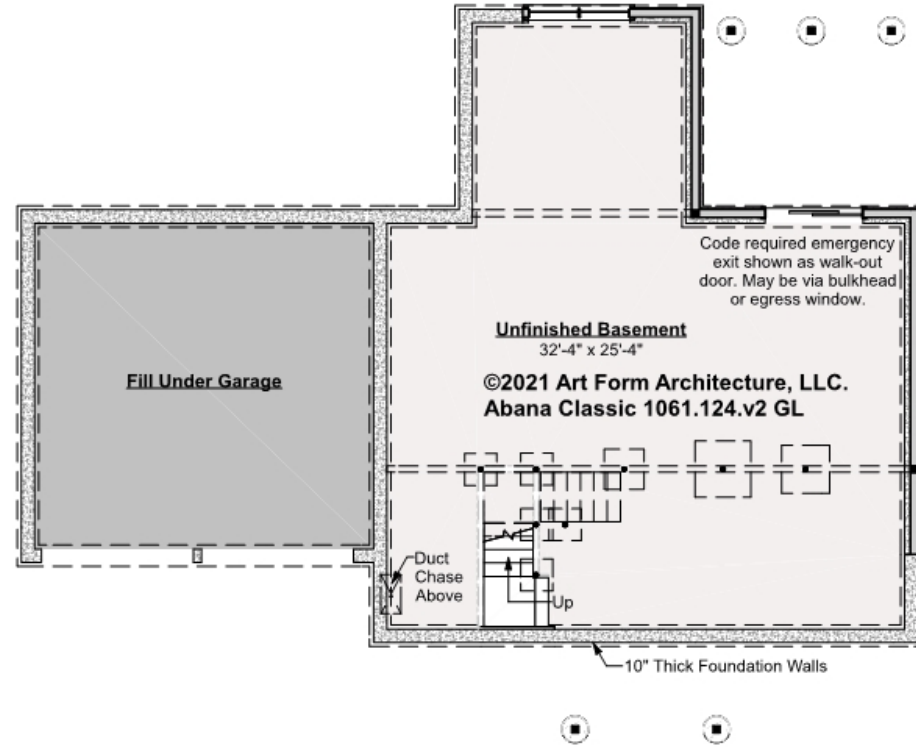 Code required emergency
exit shown as walk-out
door. May be via bulkhead
or egress window.
Unfinished Basement
32'-4" x 25'-4"
Fill Under Garage
©2021 Art Form Architecture, LLC.
Abana Classic 1061.124.v2 GL
Duct
Chase
Above
Up
10" Thick Foundation Walls